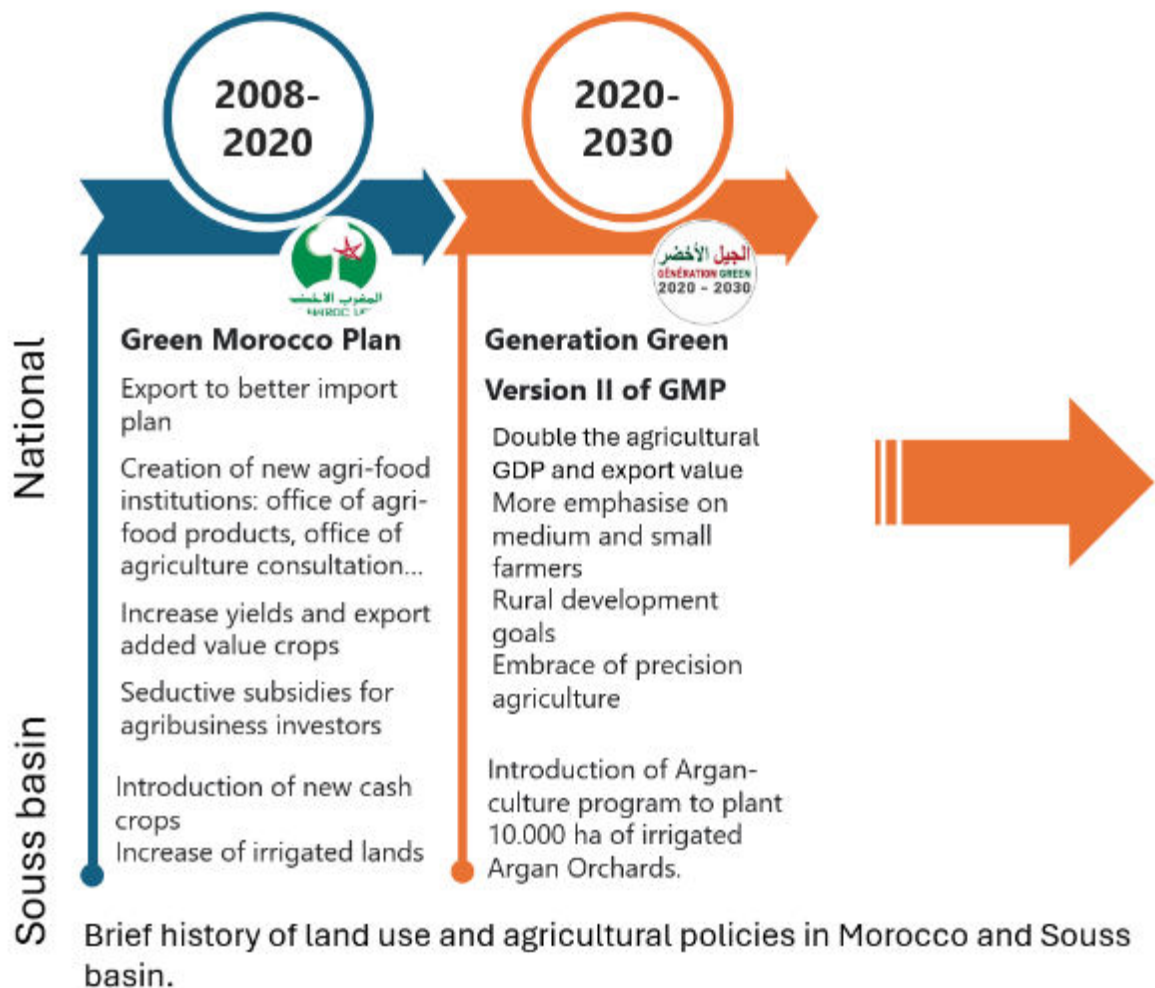 2008-
2020
2020-
2030
المغرب الاخضر
الجيل الأخضر
GÉNÉRATION GREEN
2020 - 2030
National
Green Morocco Plan
Export to better import
plan
Creation of new agri-food
institutions: office of agri-
food products, office of
agriculture consultation...
Increase yields and export
added value crops
Seductive subsidies for
agribusiness investors
Generation Green
Version II of GMP
Double the agricultural
GDP and export value
More emphasise on
medium and small
farmers
Rural development
goals
Embrace of precision
agriculture
Souss basin
Introduction of new cash
crops
Increase of irrigated lands
Introduction of Argan-
culture program to plant
10.000 ha of irrigated
Argan Orchards.
Brief history of land use and agricultural policies in Morocco and Souss
basin.